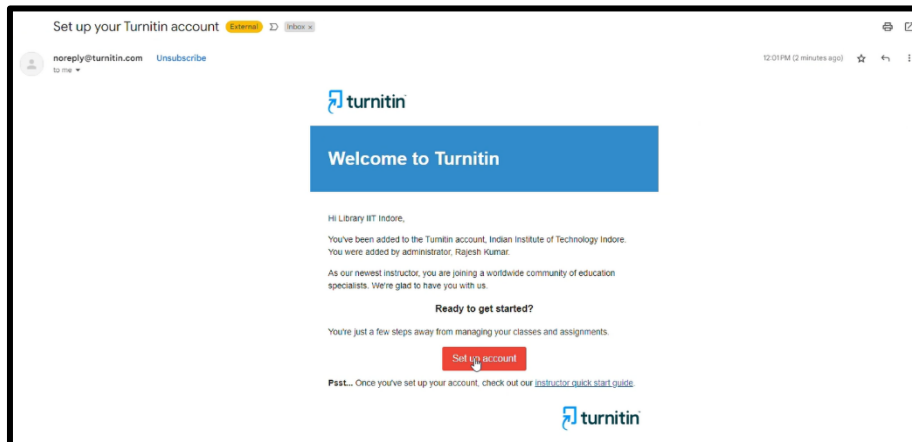 Set up your Turnitin account External Inbox x
noreply@turnitin.com Unsubscribe 12:01 PM (2 minutes ago)
to me
turnitin
Welcome to Turnitin
Hi Library IIT Indore,
You've been added to the Turnitin account, Indian Institute of Technology Indore.
You were added by administrator, Rajesh Kumar.
As our newest instructor, you are joining a worldwide community of education
specialists. We're glad to have you with us.
Ready to get started?
You're just a few steps away from managing your classes and assignments.
Set up account
Psst... Once you've set up your account, check out our instructor quick start guide.
turnitin